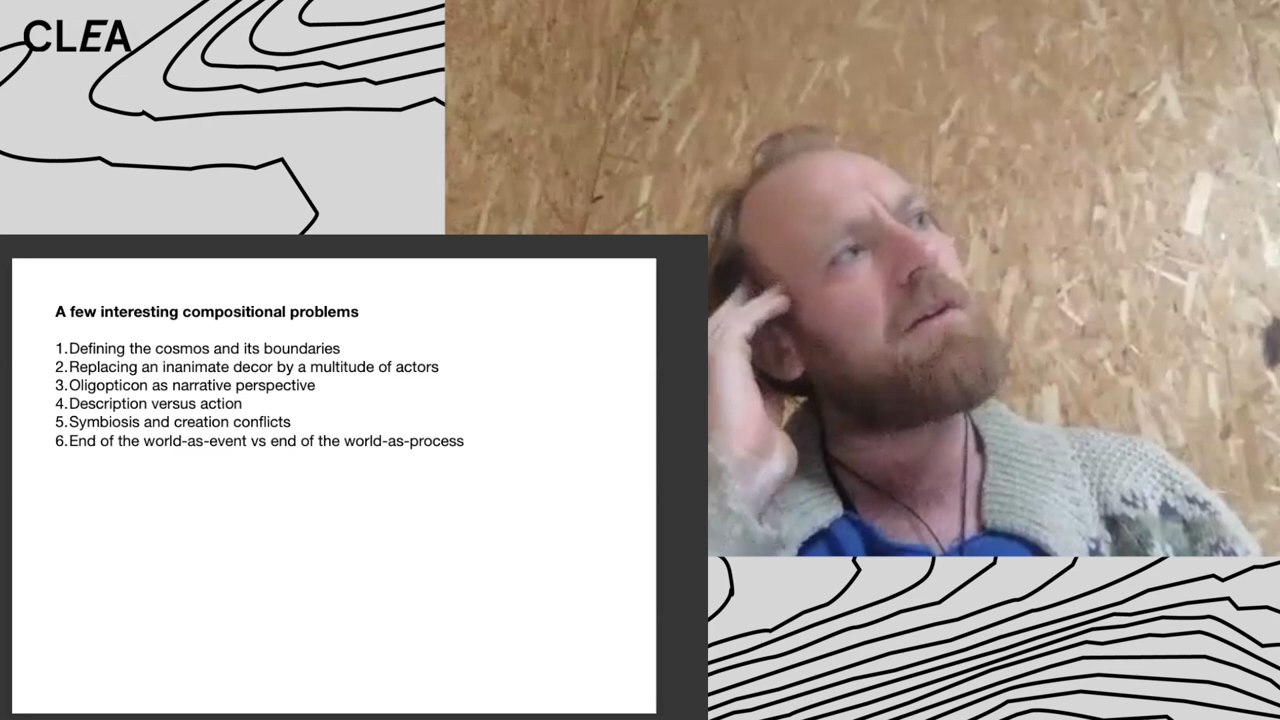 CLEA
A few interesting compositional problems
1.Defining the cosmos and its boundaries
2.Replacing an inanimate decor by a multitude of actors
3.Oligopticon as narrative perspective
4.Description versus action
5.Symbiosis and creation conflicts
6.End of the world-as-event vs end of the world-as-process